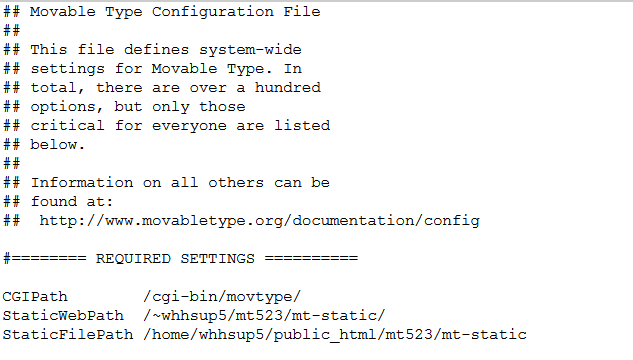 ## Movable Type Configuration File
##
## This file defines system-wide
## settings for Movable Type. In
## total, there are over a hundred
## options, but only those
## critical for everyone are listed
## below.
##
## Information on all others can be
## found at:
##  http://www.movabletype.org/documentation/config
#======== REQUIRED SETTINGS ==========
CGIPath        /cgi-bin/movtype/
StaticWebPath  /~whhsup5/mt523/mt-static/
StaticFilePath /home/whhsup5/public_html/mt523/mt-static